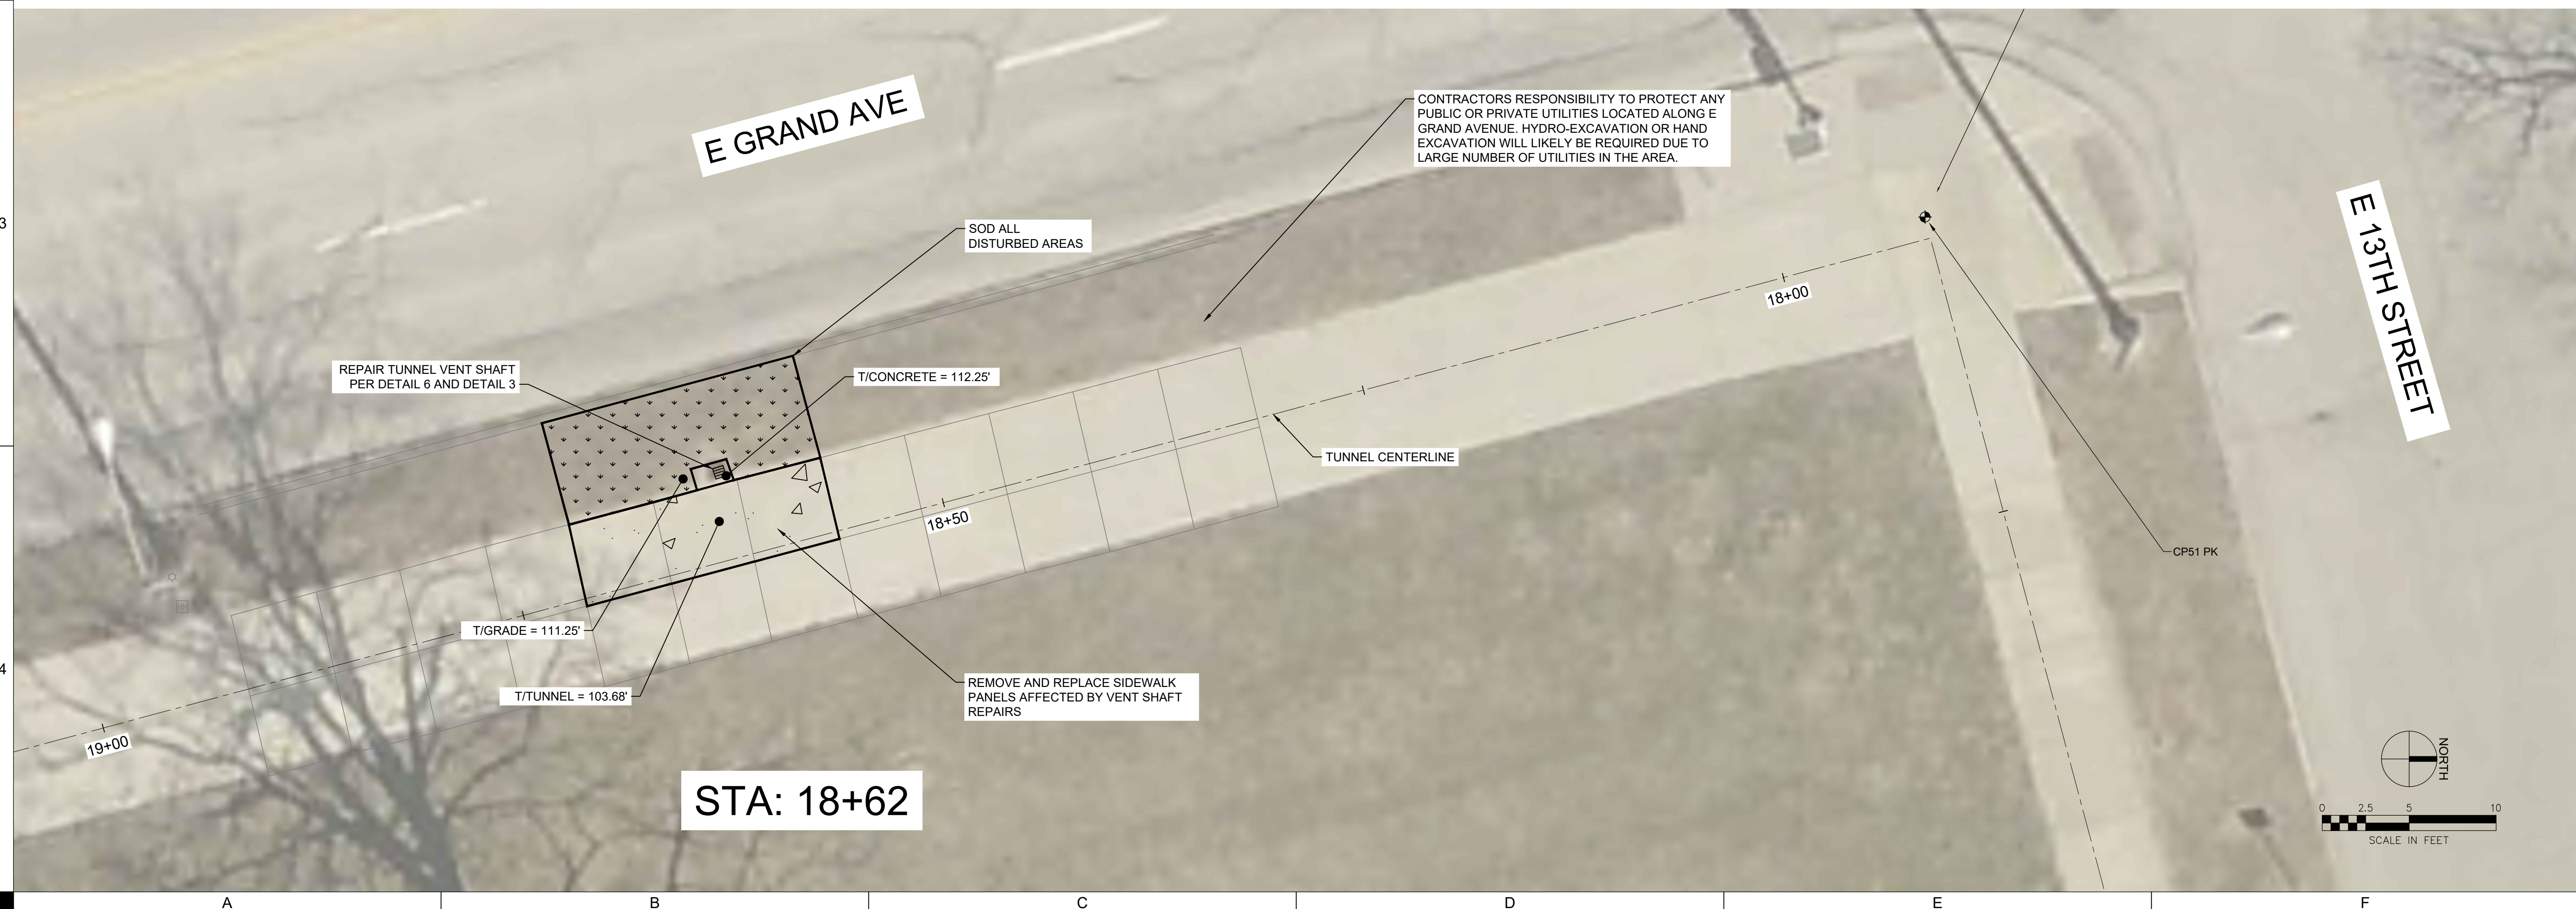 E GRAND AVE
CONTRACTORS RESPONSIBILITY TO PROTECT ANY
PUBLIC OR PRIVATE UTILITIES LOCATED ALONG E
GRAND AVENUE. HYDRO-EXCAVATION OR HAND
EXCAVATION WILL LIKELY BE REQUIRED DUE TO
LARGE NUMBER OF UTILITIES IN THE AREA.
E 13TH STREET
3
SOD ALL
DISTURBED AREAS
18+00
REPAIR TUNNEL VENT SHAFT
PER DETAIL 6 AND DETAIL 3
T/CONCRETE = 112.25'
TUNNEL CENTERLINE
18+50
CP51 PK
T/GRADE = 111.25'
4
T/TUNNEL = 103.68'
REMOVE AND REPLACE SIDEWALK
PANELS AFFECTED BY VENT SHAFT
REPAIRS
19+00
NORTH
STA: 18+62
0 2.5 5 10
SCALE IN FEET
A B C D E F